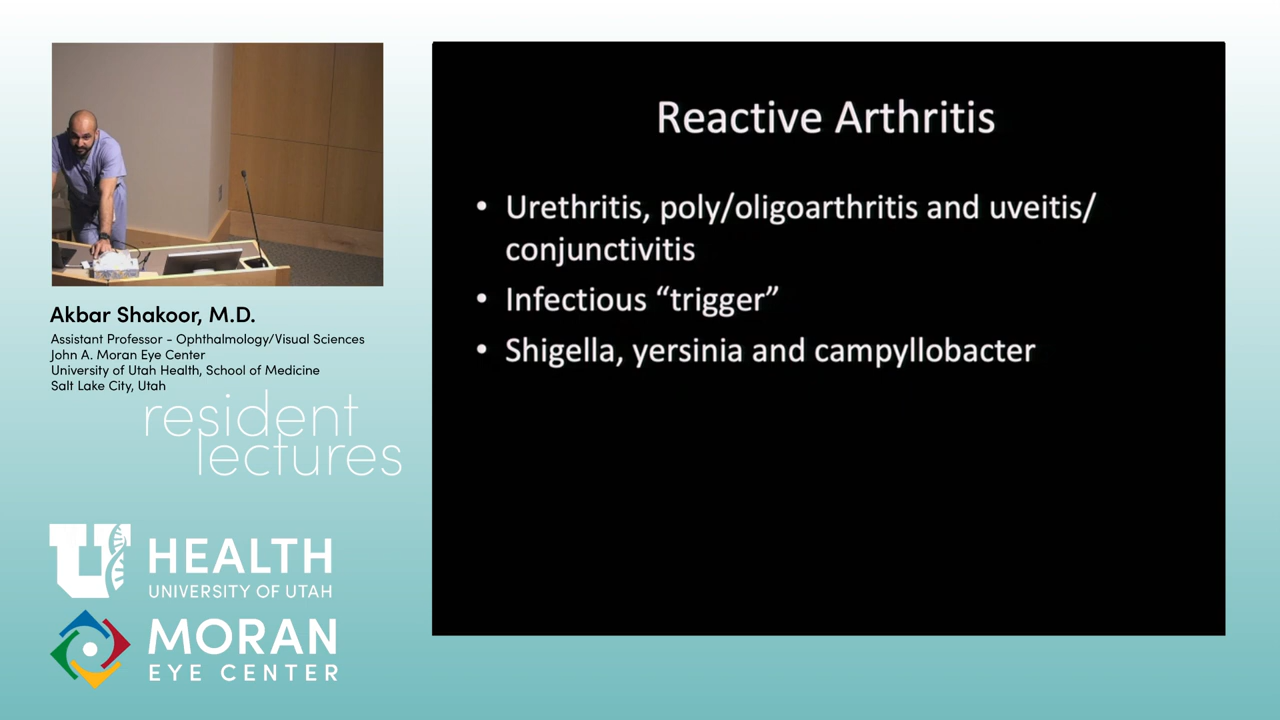 Reactive Arthritis
• Urethritis, poly/oligoarthritis and uveitis/
conjunctivitis
• Infectious “trigger”
• Shigella, yersinia and campyllobacter
Akbar Shakoor, M.D.
Assistant Professor - Ophthalmology/Visual Sciences
John A. Moran Eye Center
University of Utah Health, School of Medicine
Salt Lake City, Utah
resident
lectures
U HEALTH
UNIVERSITY OF UTAH
MORAN
EYE CENTER